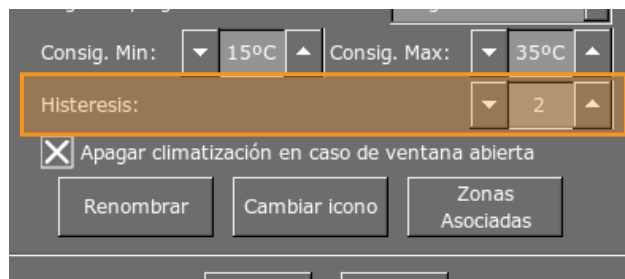 Consig. Min: 15ºC Consig. Max: 35ºC
Histeresis: 2
Apagar climatización en caso de ventana abierta
Renombrar Cambiar icono Zonas Asociadas